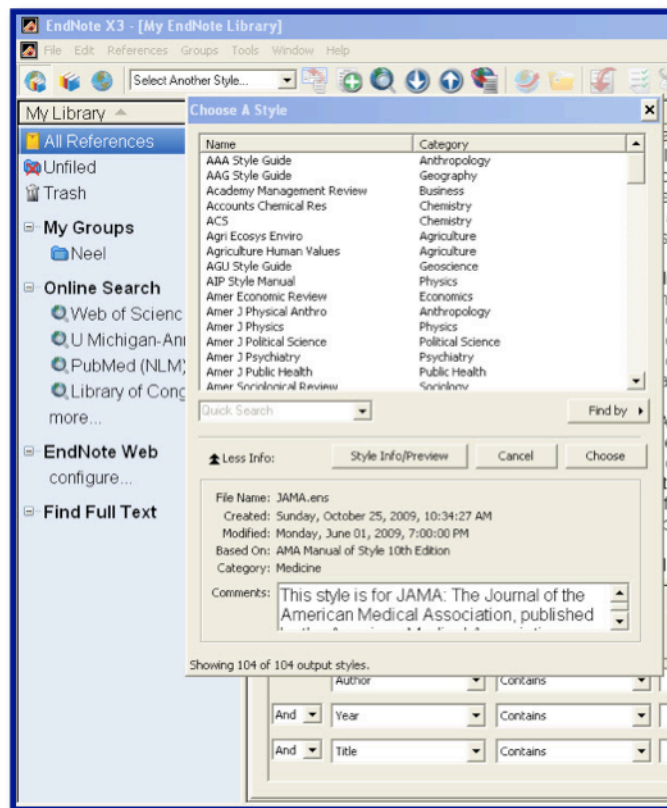 EndNote X3 - [My EndNote Library]
File Edit References Groups Tools Window Help
Select Another Style...
My Library
Choose A Style
All References
Unfiled
Trash
My Groups
Neel
Online Search
Web of Scienc
U Michigan-Ann
PubMed (NLM)
Library of Cong
more...
EndNote Web
configure...
Find Full Text
Name Category
AAA Style Guide Anthropology
AAG Style Guide Geography
Academy Management Review Business
Accounts Chemical Res Chemistry
ACS Chemistry
Agri Ecosys Enviro Agriculture
Agriculture Human Values Agriculture
AGU Style Guide Geoscience
AIP Style Manual Physics
Amer Economic Review Economics
Amer J Physical Anthro Anthropology
Amer J Physics Physics
Amer J Political Science Political Science
Amer J Psychiatry Psychiatry
Amer J Public Health Public Health
Amer Sociological Review Sociology
Quick Search Find by
Less Info: Style Info/Preview Cancel Choose
File Name: JAMA.ens
Created: Sunday, October 25, 2009, 10:34:27 AM
Modified: Monday, June 01, 2009, 7:00:00 PM
Based On: AMA Manual of Style 10th Edition
Category: Medicine
Comments: This style is for JAMA: The Journal of the
American Medical Association, published
Showing 104 of 104 output styles.
Author Contains
And Year Contains
And Title Contains